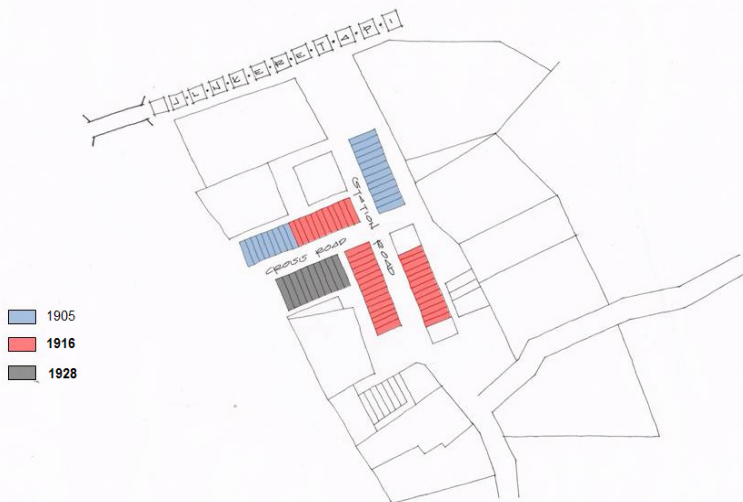 J·L·N·K·E·R·E·T·A·P·I
STATION ROAD
CROSS ROAD
1905
1916
1928